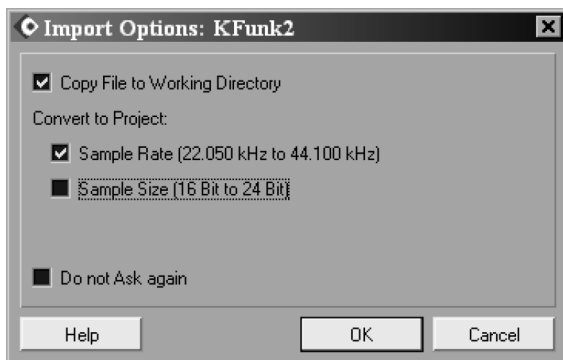 Import Options: KFunk2
Copy File to Working Directory
Convert to Project:
Sample Rate (22.050 kHz to 44.100 kHz)
Sample Size (16 Bit to 24 Bit)
Do not Ask again
Help OK Cancel